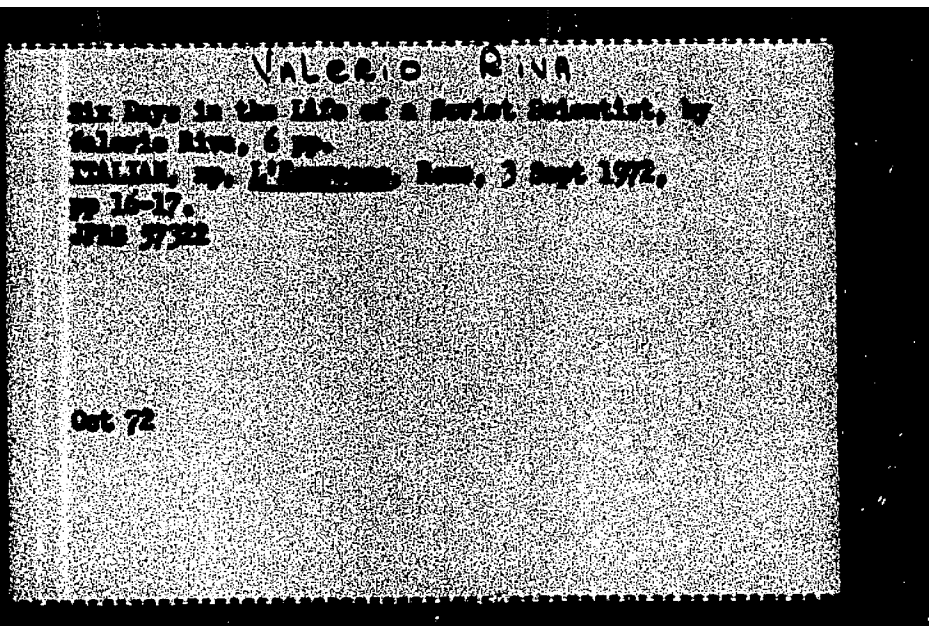 VALERIO RIVA
Six Days in the Life of a Soviet Scientist, by
Valerio Riva, 6 pp.
ITALIAN, np, Rome, 3 Sept 1972,
pp 16-17.
JPRS 57322
Oct 72